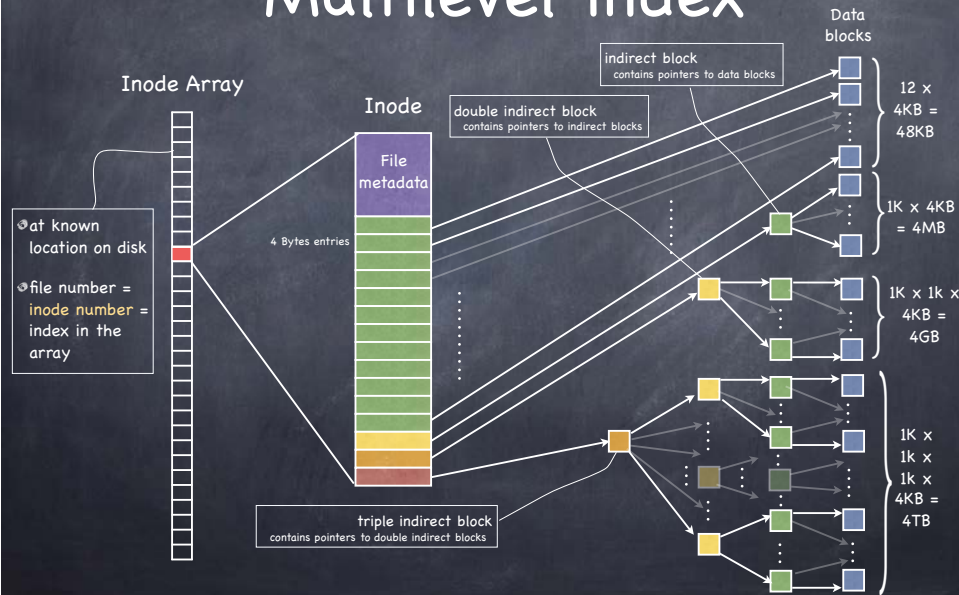 Multilevel index
Data
blocks
Inode Array
Inode
indirect block
contains pointers to data blocks
double indirect block
contains pointers to indirect blocks
12 x
4KB =
48KB
File
metadata
1K x 4KB
= 4MB
at known
location on disk
file number =
inode number =
index in the
array
4 Bytes entries
1K x 1k x
4KB =
4GB
1K x
1k x
1k x
4KB =
4TB
triple indirect block
contains pointers to double indirect blocks